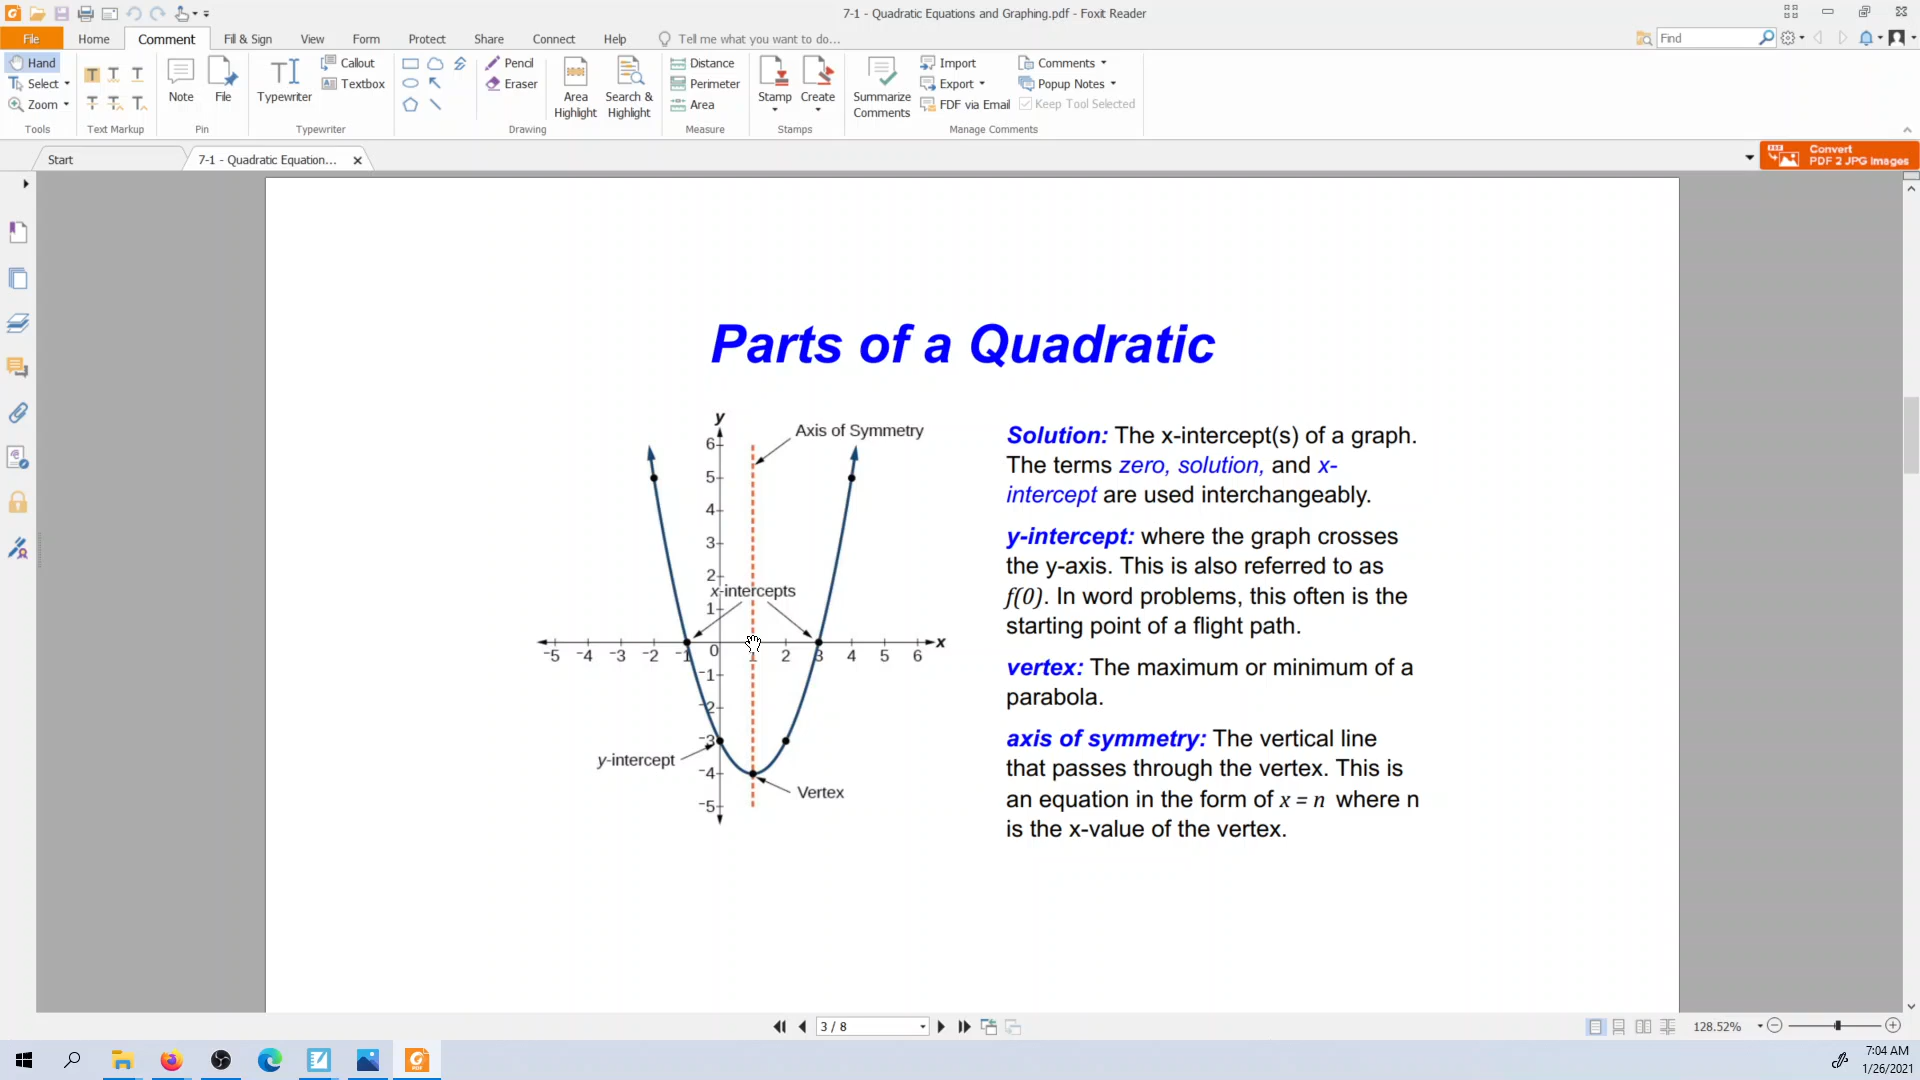 7-1 - Quadratic Equations and Graphing.pdf - Foxit Reader
File Home Comment Fill & Sign View Form Protect Share Connect Help Tell me what you want to do... Find
Hand
Select
Zoom
Tools
Text Markup
Note
File
Pin
Typewriter
Callout
Textbox
Typewriter
Pencil
Eraser
Area
Highlight
Search &
Highlight
Drawing
Distance
Perimeter
Area
Measure
Stamp
Create
Stamps
Summarize
Comments
Import
Export
FDF via Email
Comments
Popup Notes
Keep Tool Selected
Manage Comments
Start
7-1 - Quadratic Equation...
Convert
PDF 2 JPG Images
Parts of a Quadratic
y
Axis of Symmetry
6
5
4
3
2
x-intercepts
1
x
-5 -4 -3 -2 -1 0 1 2 3 4 5 6
-1
-2
-3
y-intercept
-4
Vertex
-5
Solution: The x-intercept(s) of a graph.
The terms zero, solution, and x-
intercept are used interchangeably.
y-intercept: where the graph crosses
the y-axis. This is also referred to as
f(0). In word problems, this often is the
starting point of a flight path.
vertex: The maximum or minimum of a
parabola.
axis of symmetry: The vertical line
that passes through the vertex. This is
an equation in the form of x = n where n
is the x-value of the vertex.
3 / 8
128.52%
7:04 AM
1/26/2021